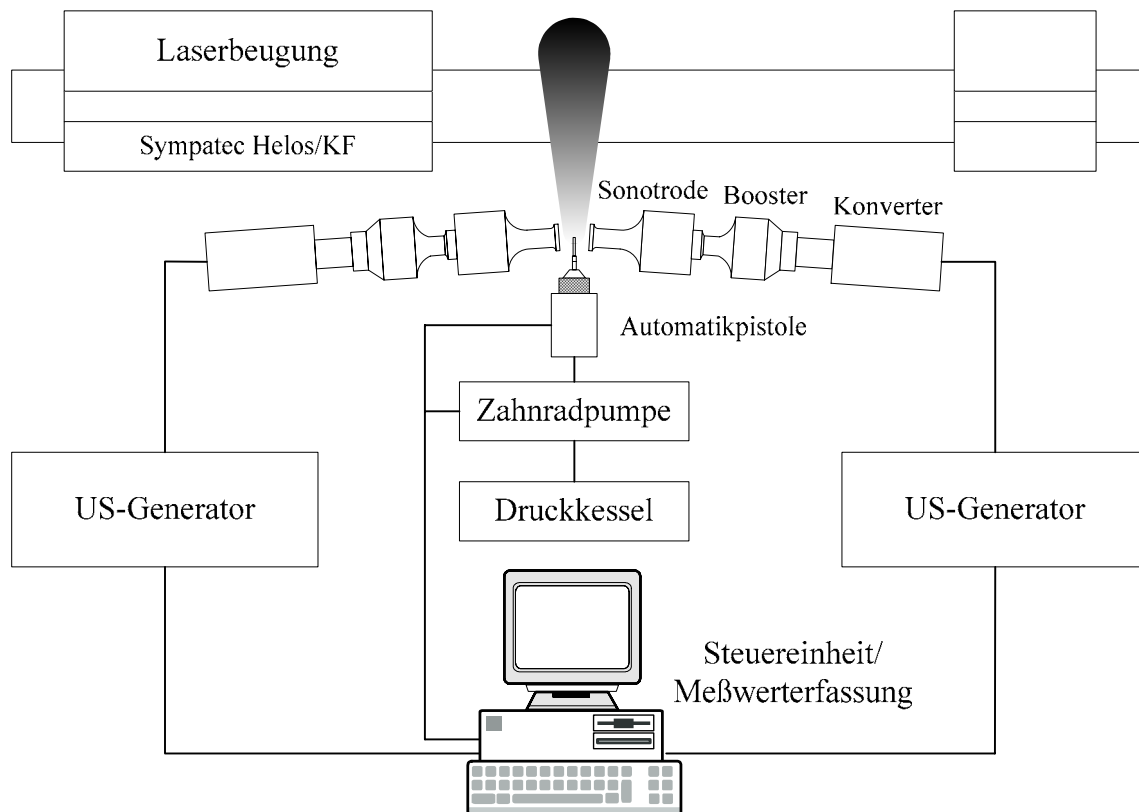 Laserbeugung
Sympatec Helos/KF
Sonotrode
Booster
Konverter
Automatikpistole
Zahnradpumpe
US-Generator
Druckkessel
US-Generator
Steuereinheit/
Meßwerterfassung